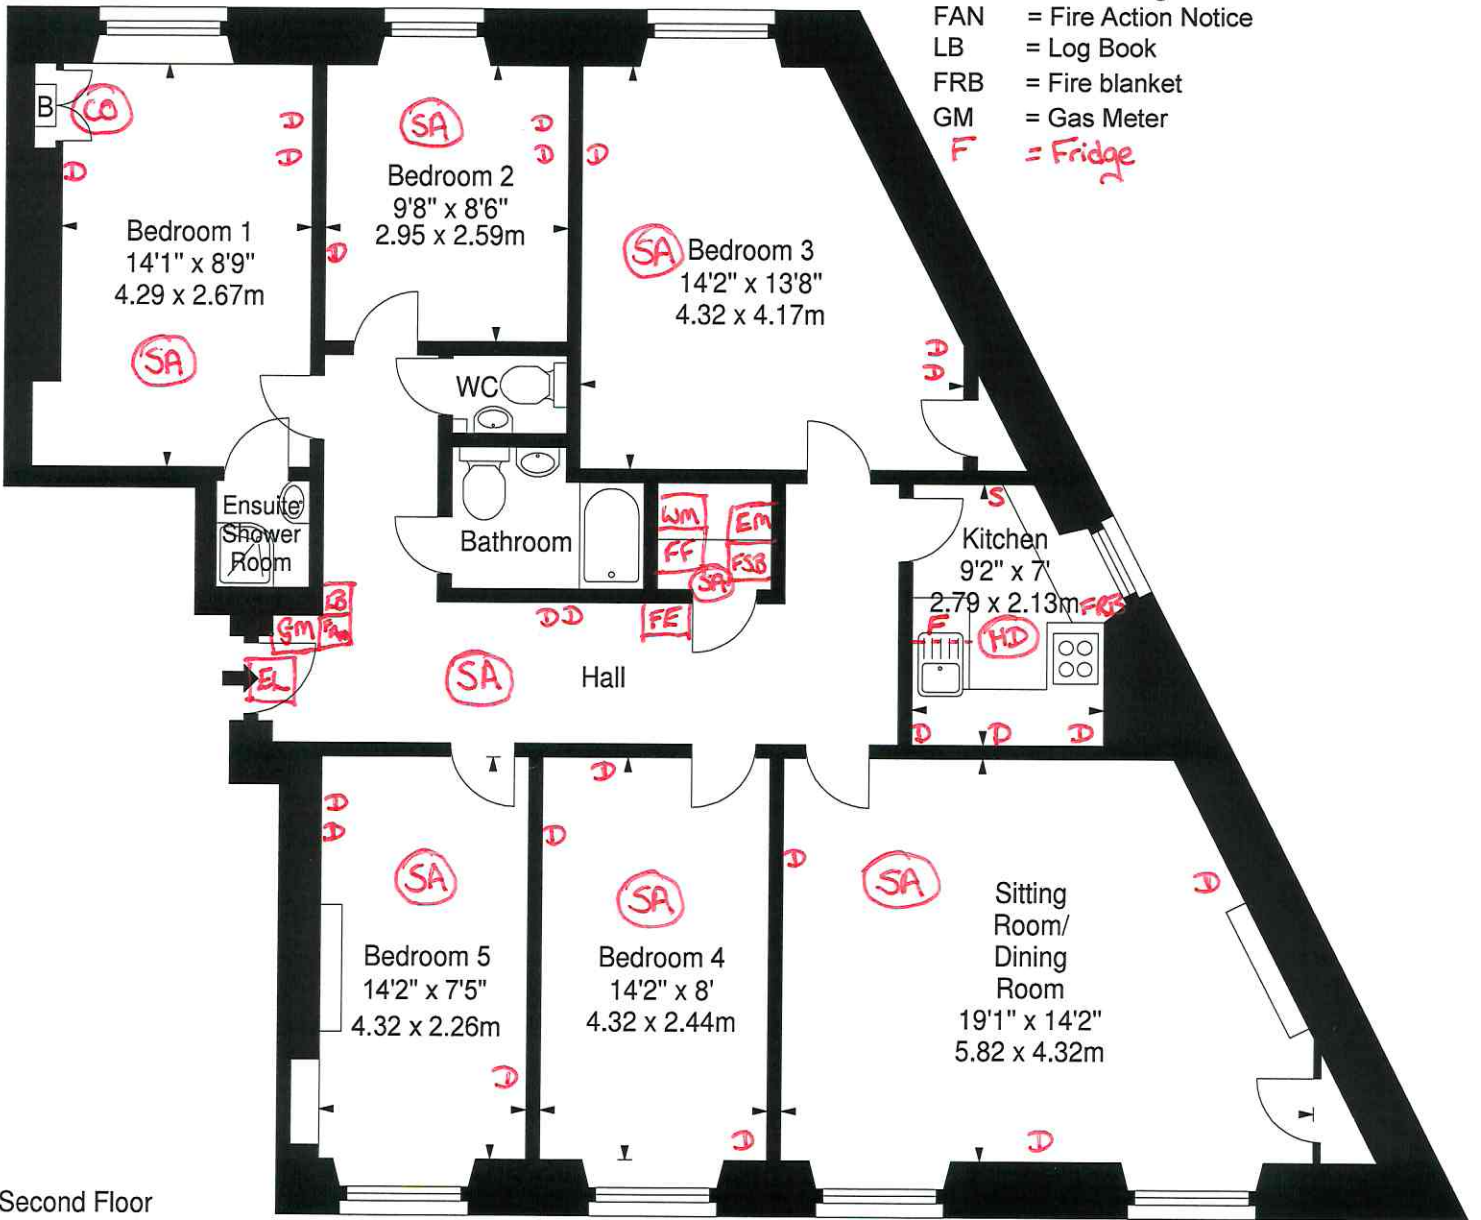 FAN = Fire Action Notice
LB = Log Book
FRB = Fire blanket
GM = Gas Meter
F = Fridge
B
CO
D
D
D
Bedroom 1
14'1" x 8'9"
4.29 x 2.67m
SA
SA
D
D
Bedroom 2
9'8" x 8'6"
2.95 x 2.59m
D
D
SA
Bedroom 3
14'2" x 13'8"
4.32 x 4.17m
D
D
WC
Ensuite
Shower
Room
Bathroom
WM
EM
FF
FSB
SA
S
Kitchen
9'2" x 7'
2.79 x 2.13m
FRB
F
HD
D
D
D
LB
GM
FAN
EL
DD
FE
SA
Hall
D
D
SA
Bedroom 5
14'2" x 7'5"
4.32 x 2.26m
D
D
D
SA
Bedroom 4
14'2" x 8'
4.32 x 2.44m
D
D
SA
D
Sitting
Room/
Dining
Room
19'1" x 14'2"
5.82 x 4.32m
D
Second Floor